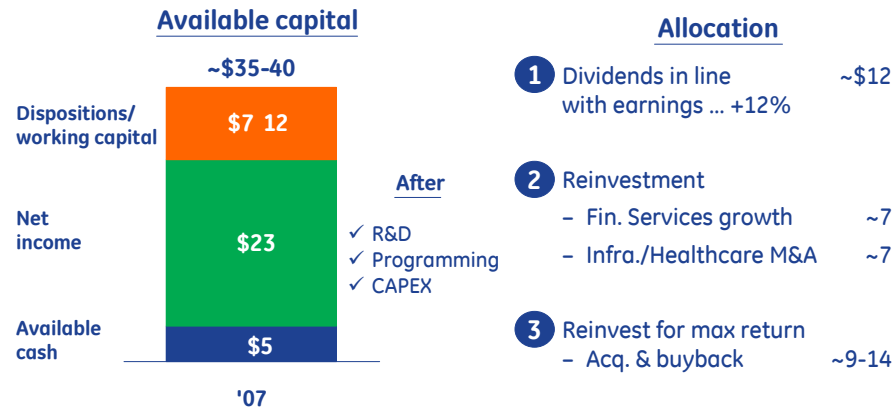 Available capital
~$35-40
Dispositions/
working capital
$7 12
Net
income
$23
Available
cash
$5
'07
After
✓ R&D
✓ Programming
✓ CAPEX
Allocation
1 Dividends in line ~$12
with earnings ... +12%
2 Reinvestment
– Fin. Services growth ~7
– Infra./Healthcare M&A ~7
3 Reinvest for max return
– Acq. & buyback ~9-14